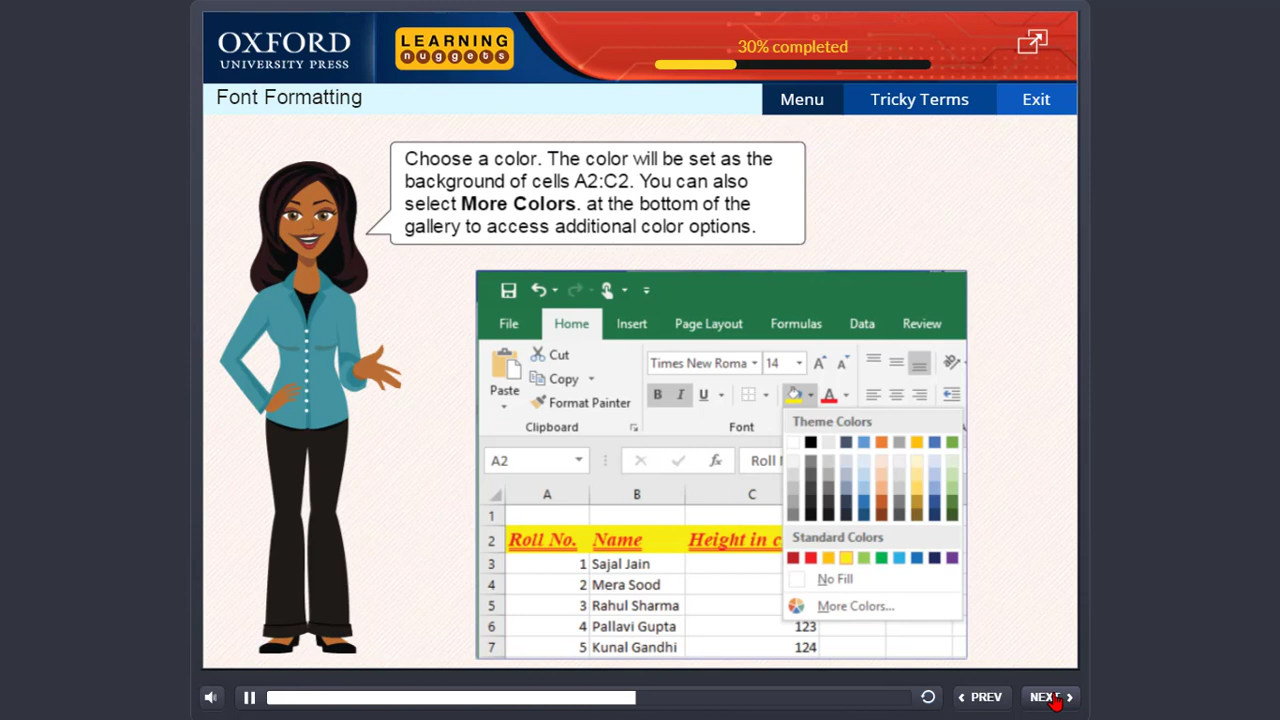 OXFORD
UNIVERSITY PRESS
LEARNING
nuggets
30% completed
Font Formatting
Menu
Tricky Terms
Exit
Choose a color. The color will be set as the
background of cells A2:C2. You can also
select More Colors. at the bottom of the
gallery to access additional color options.
File
Home
Insert
Page Layout
Formulas
Data
Review
Paste
Cut
Copy
Format Painter
Clipboard
Times New Roma
14
B I U
Font
Theme Colors
Standard Colors
No Fill
More Colors...
A2
fx
Roll
A B C
1
2 Roll No. Name Height in c
3 1 Sajal Jain
4 2 Mera Sood
5 3 Rahul Sharma
6 4 Pallavi Gupta 123
7 5 Kunal Gandhi 124
PREV
NEXT